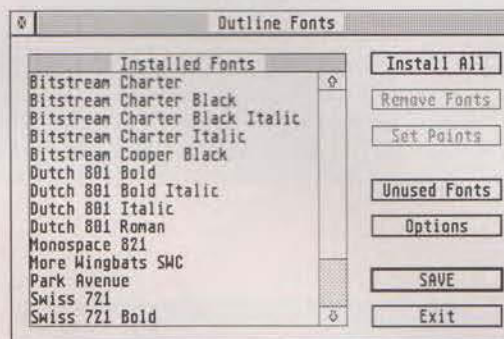 Outline Fonts
Installed Fonts
Bitstream Charter
Bitstream Charter Black
Bitstream Charter Black Italic
Bitstream Charter Italic
Bitstream Cooper Black
Dutch 801 Bold
Dutch 801 Bold Italic
Dutch 801 Italic
Dutch 801 Roman
Monospace 821
More Wingbats SWC
Park Avenue
Swiss 721
Swiss 721 Bold
Install All
Remove Fonts
Set Points
Unused Fonts
Options
SAVE
Exit